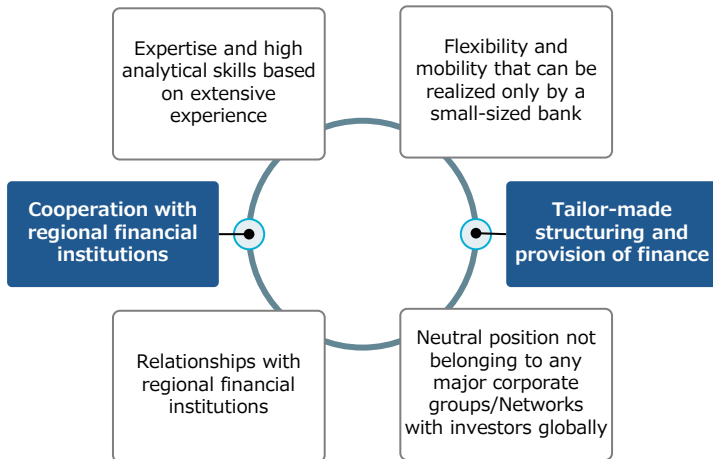 Expertise and high
analytical skills based
on extensive
experience
Flexibility and
mobility that can be
realized only by a
small-sized bank
Cooperation with
regional financial
institutions
Tailor-made
structuring and
provision of finance
Relationships with
regional financial
institutions
Neutral position not
belonging to any
major corporate
groups/Networks
with investors globally